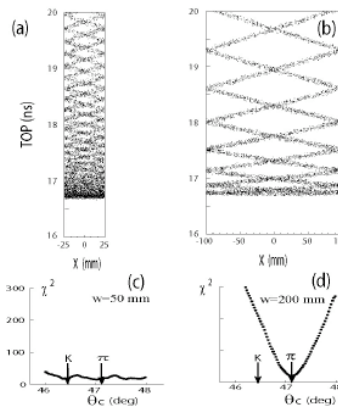 (a)
(b)
20
19
18
17
16
TOP (ns)
-25 0 25
X (mm)
20
19
18
17
16
-100 -50 0 50 100
X (mm)
(c)
(d)
χ²
300
200
100
0
w=50 mm
K π
46 47 48
Θc (deg)
χ²
w=200 mm
K π
46 47 48
Θc (deg)